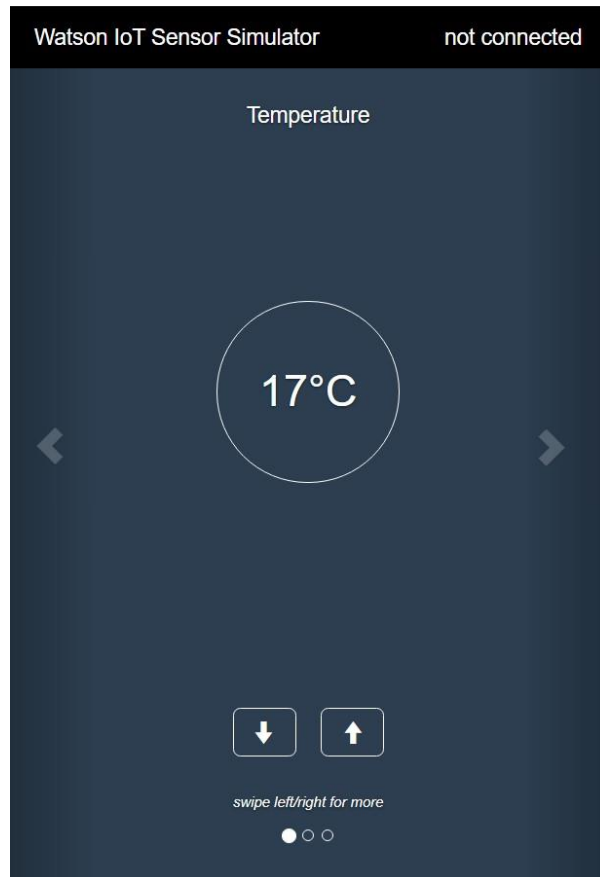 Watson IoT Sensor Simulator not connected
Temperature
17°C
swipe left/right for more